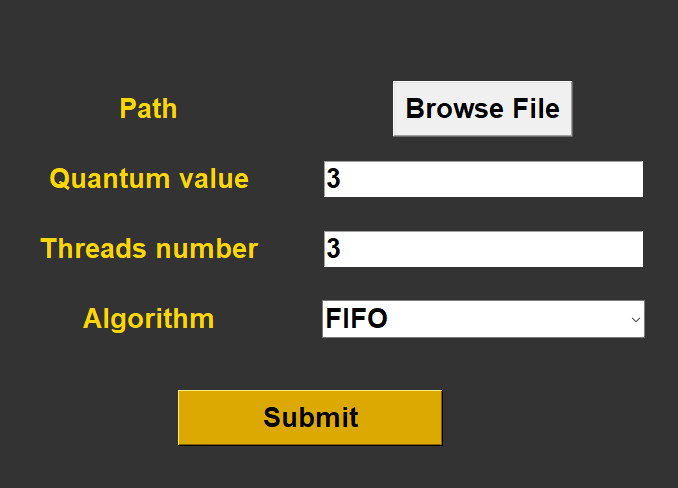 Path
Browse File
Quantum value
3
Threads number
3
Algorithm
FIFO
Submit